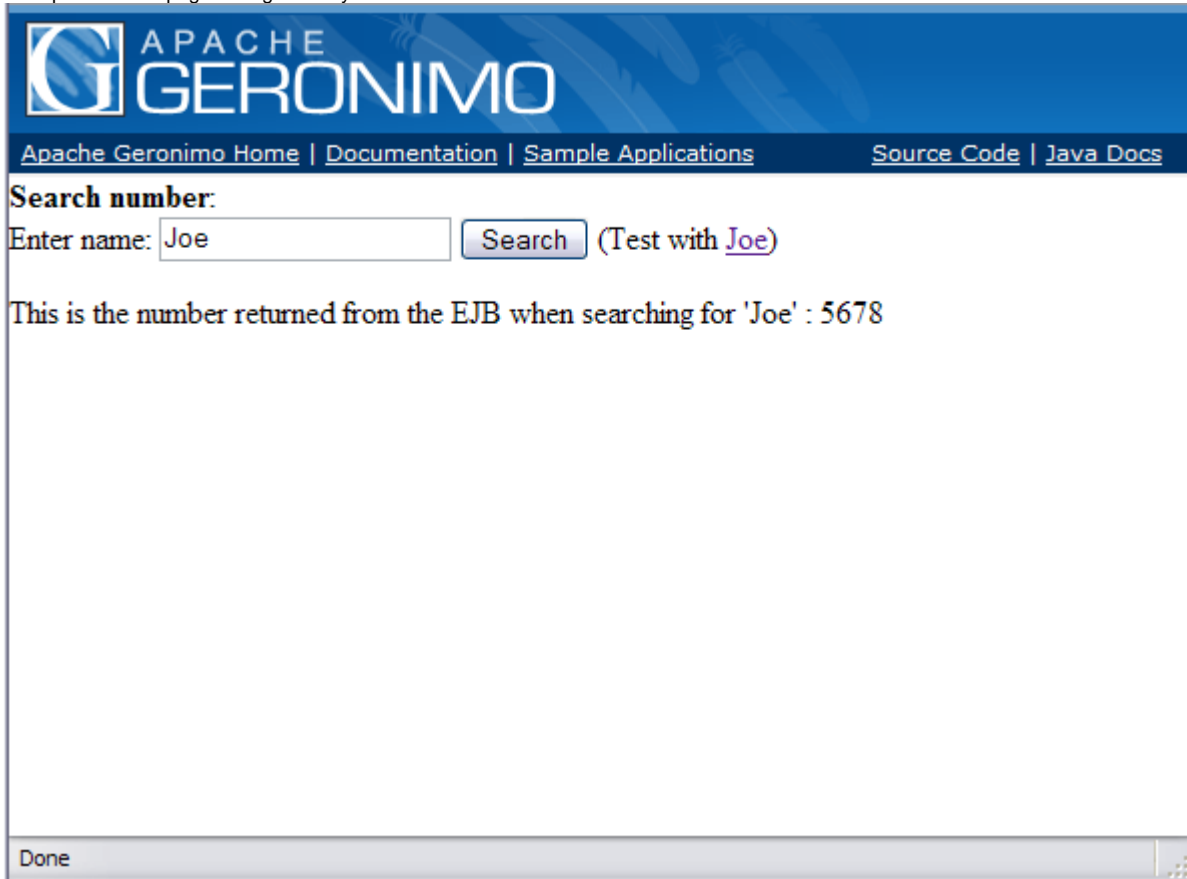 APACHE
GERONIMO
Apache Geronimo Home | Documentation | Sample Applications Source Code | Java Docs
Search number:
Enter name: Joe Search (Test with Joe)
This is the number returned from the EJB when searching for 'Joe' : 5678
Done